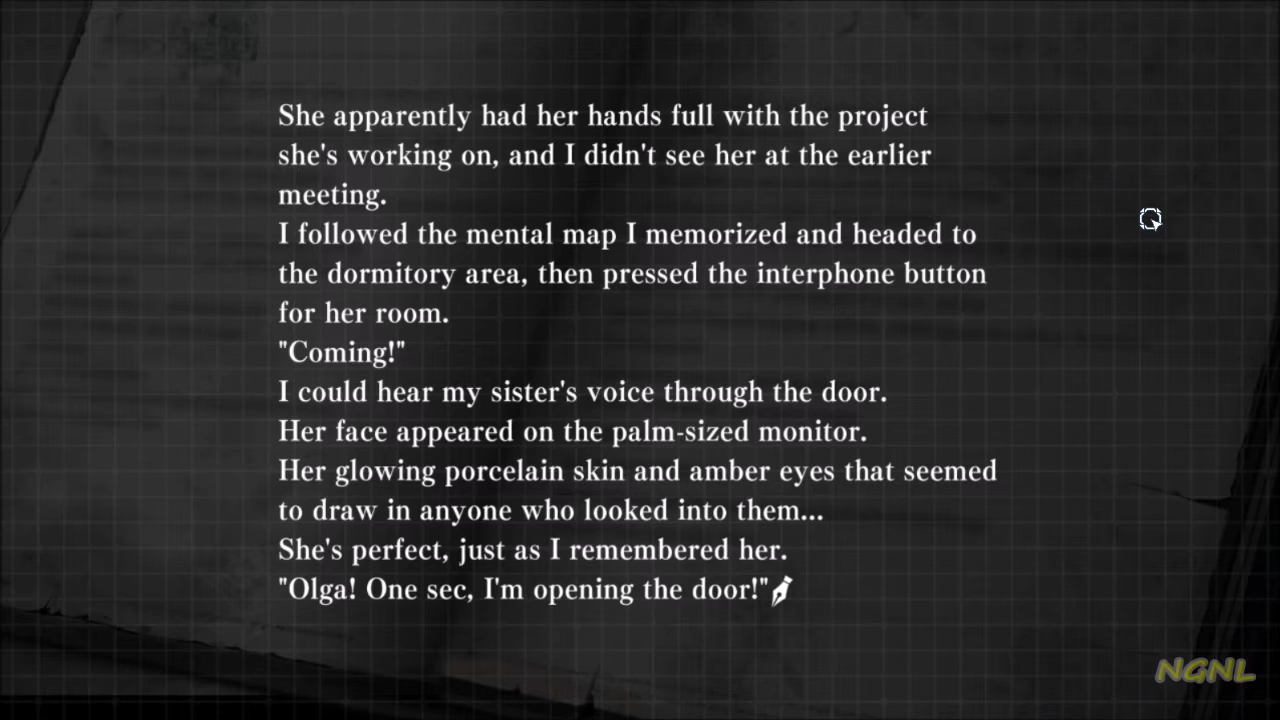 She apparently had her hands full with the project
she's working on, and I didn't see her at the earlier
meeting.
I followed the mental map I memorized and headed to
the dormitory area, then pressed the interphone button
for her room.
"Coming!"
I could hear my sister's voice through the door.
Her face appeared on the palm-sized monitor.
Her glowing porcelain skin and amber eyes that seemed
to draw in anyone who looked into them...
She's perfect, just as I remembered her.
"Olga! One sec, I'm opening the door!"
NGNL